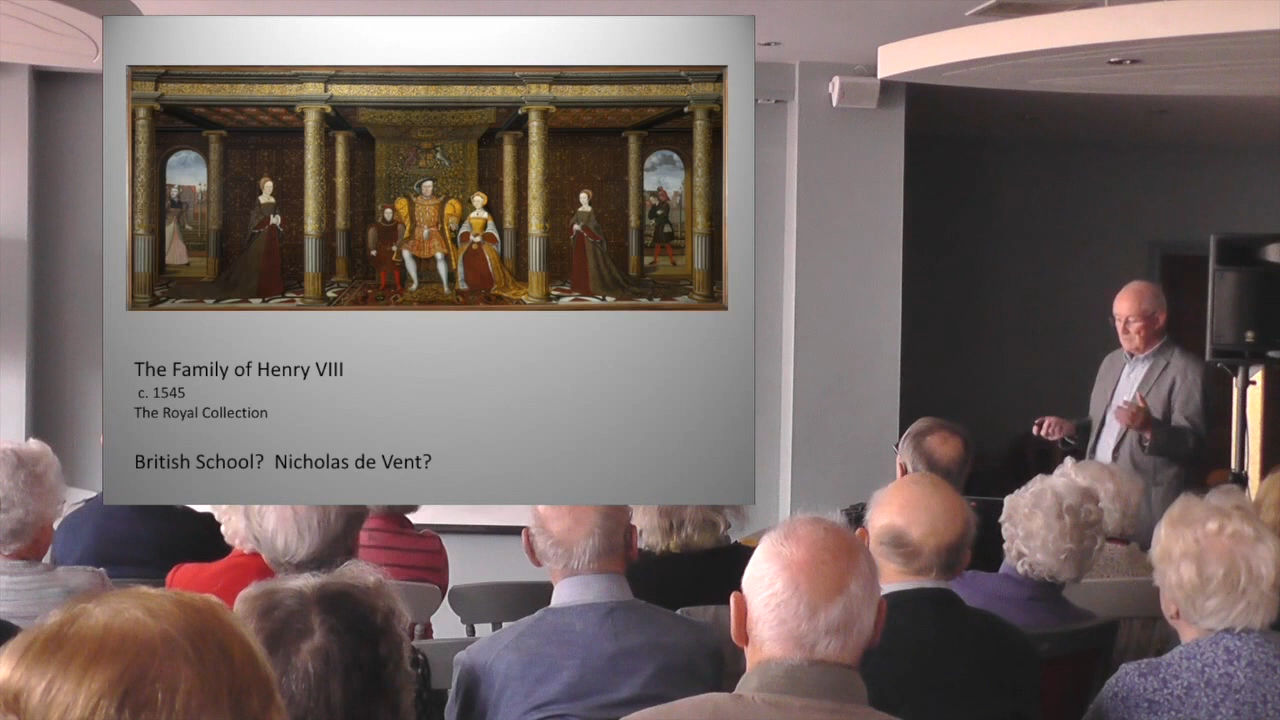 The Family of Henry VIII
c. 1545
The Royal Collection
British School? Nicholas de Vent?